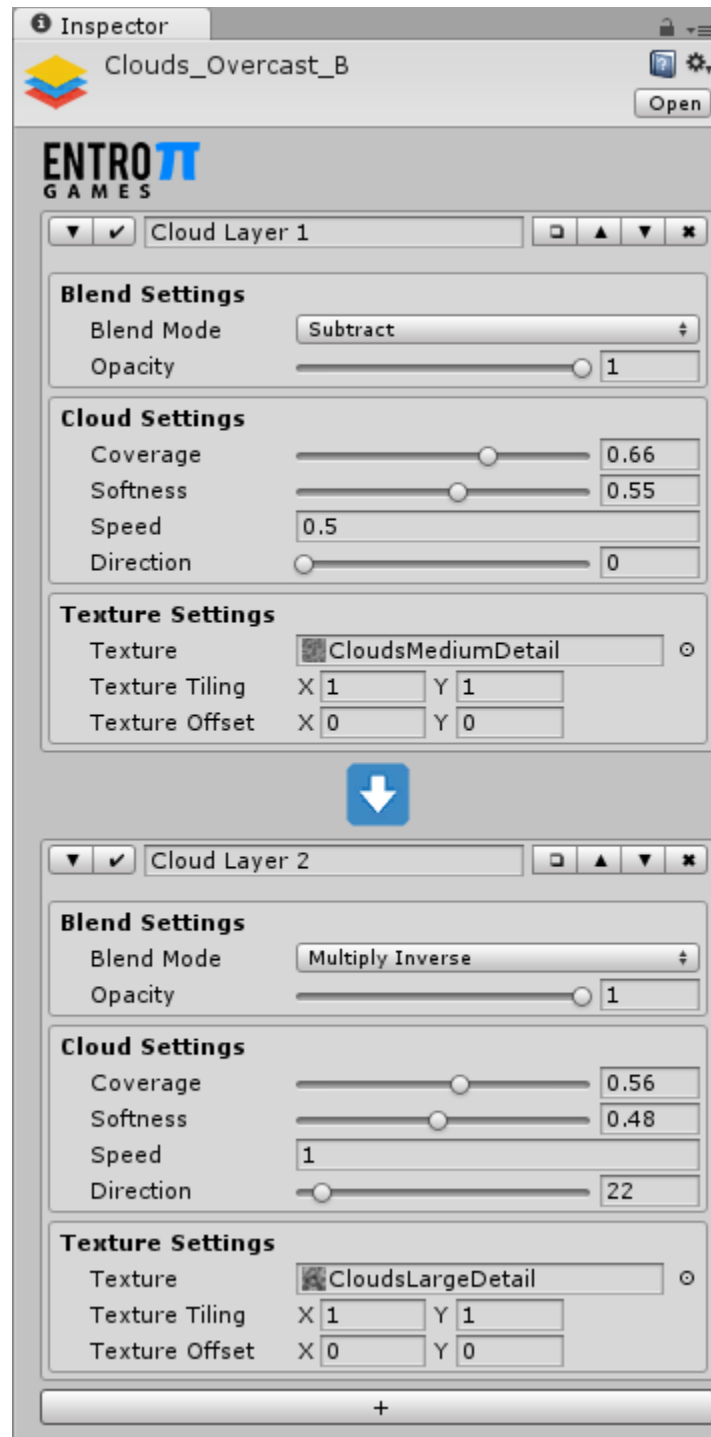 Inspector
Clouds_Overcast_B
Open
ENTROπ
GAMES
Cloud Layer 1
Blend Settings
Blend Mode Subtract
Opacity 1
Cloud Settings
Coverage 0.66
Softness 0.55
Speed 0.5
Direction 0
Texture Settings
Texture CloudsMediumDetail
Texture Tiling X 1 Y 1
Texture Offset X 0 Y 0
Cloud Layer 2
Blend Settings
Blend Mode Multiply Inverse
Opacity 1
Cloud Settings
Coverage 0.56
Softness 0.48
Speed 1
Direction 22
Texture Settings
Texture CloudsLargeDetail
Texture Tiling X 1 Y 1
Texture Offset X 0 Y 0
+